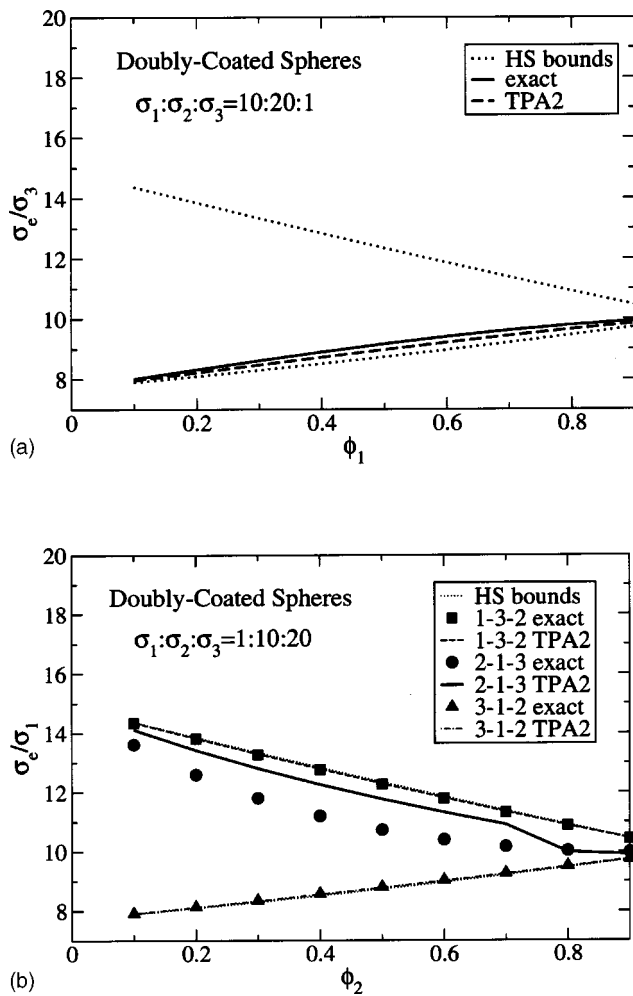 20
18
16
14
12
10
8
σe/σ3
Doubly-Coated Spheres
σ1:σ2:σ3=10:20:1
HS bounds
exact
TPA2
0 0.2 0.4 0.6 0.8
ϕ1
(a)
20
18
16
14
12
10
8
σe/σ1
Doubly-Coated Spheres
σ1:σ2:σ3=1:10:20
HS bounds
1-3-2 exact
1-3-2 TPA2
2-1-3 exact
2-1-3 TPA2
3-1-2 exact
3-1-2 TPA2
0 0.2 0.4 0.6 0.8
ϕ2
(b)